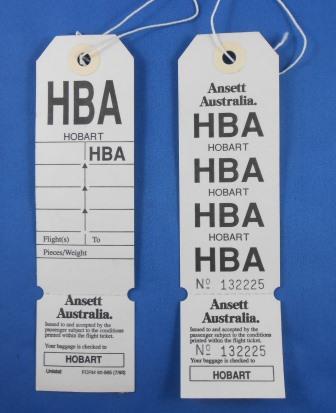 HBA
HOBART
HBA
Flight(s) To
Pieces/Weight
Ansett
Australia.
Issued to and accepted by the
passenger subject to the conditions
printed within the flight ticket.
Your baggage is checked to
HOBART
Ansett
Australia.
HBA
HOBART
HBA
HOBART
HBA
HOBART
HBA
No 132225
Ansett
Australia.
Issued to and accepted by the
passenger subject to the conditions
printed within the flight ticket.
No 132225
Your baggage is checked to
HOBART